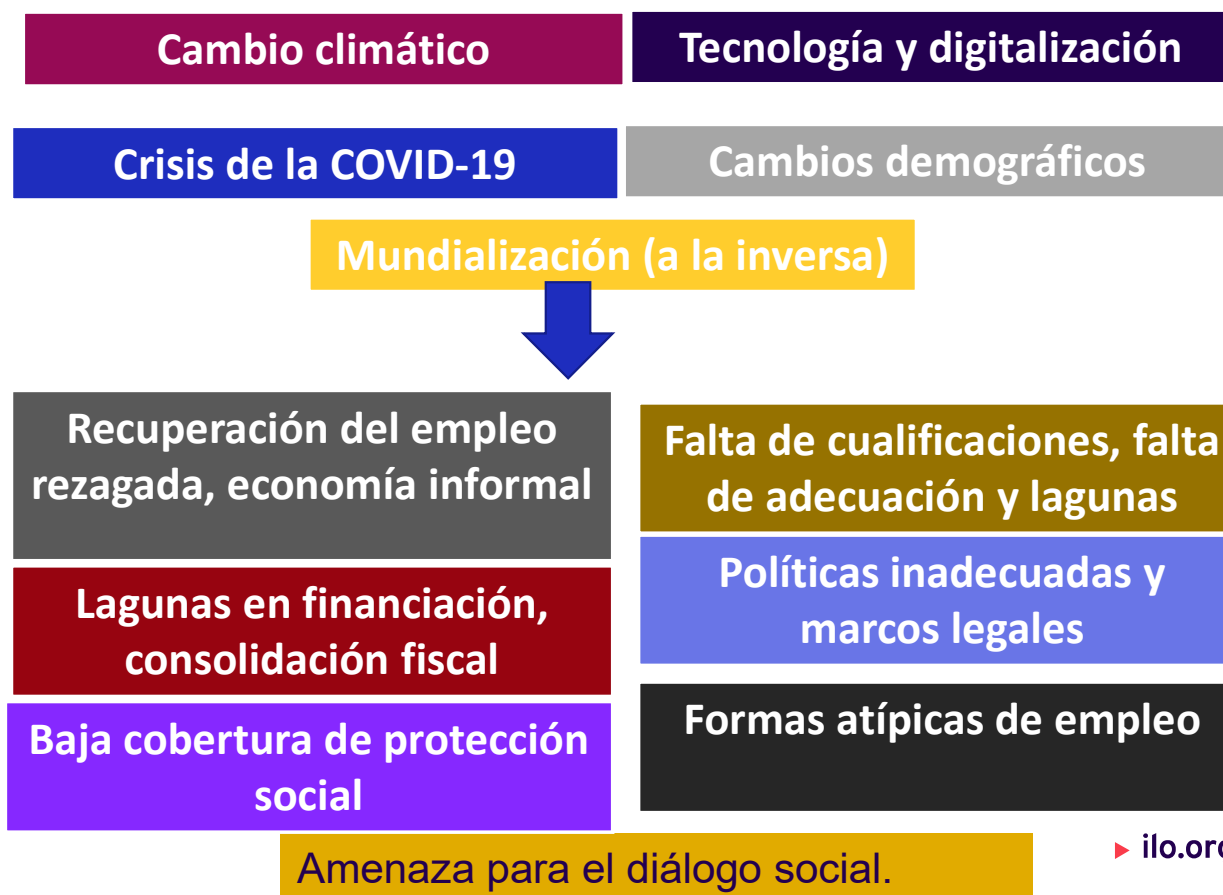 Cambio climático
Tecnología y digitalización
Crisis de la COVID-19
Cambios demográficos
Mundialización (a la inversa)
Recuperación del empleo
rezagada, economía informal
Falta de cualificaciones, falta
de adecuación y lagunas
Lagunas en financiación,
consolidación fiscal
Políticas inadecuadas y
marcos legales
Baja cobertura de protección
social
Formas atípicas de empleo
Amenaza para el diálogo social.
ilo.org